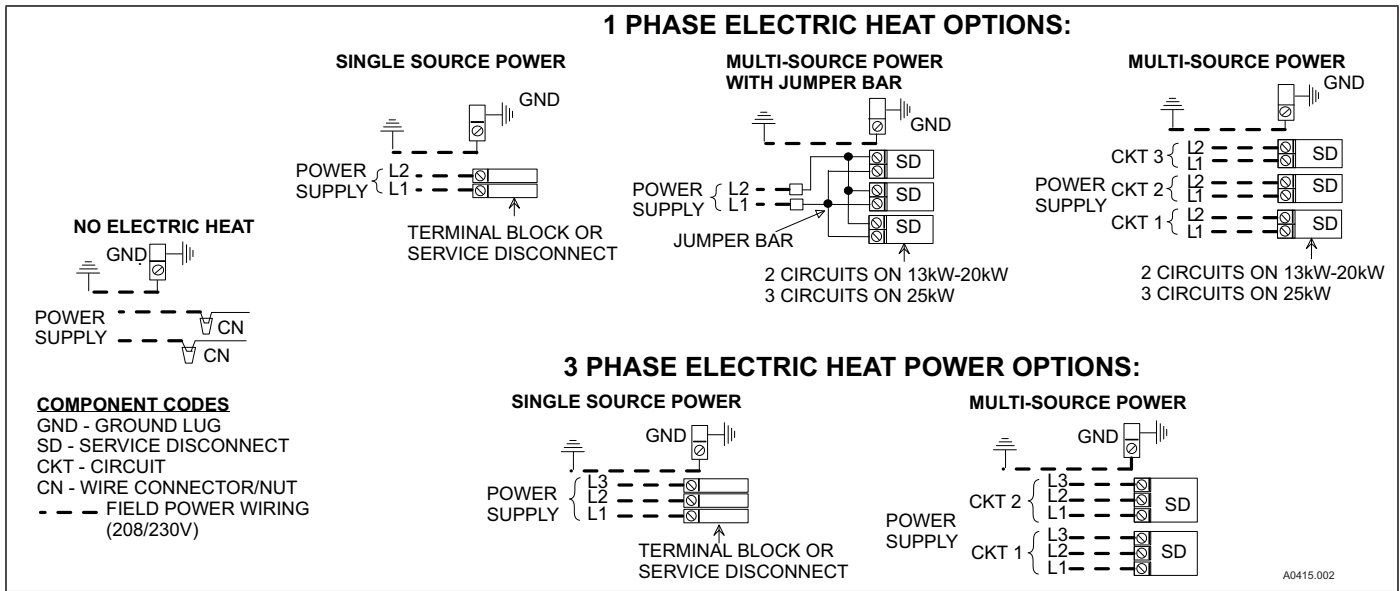 1 PHASE ELECTRIC HEAT OPTIONS:
SINGLE SOURCE POWER
GND
POWER
SUPPLY
L2
L1
TERMINAL BLOCK OR
SERVICE DISCONNECT
MULTI-SOURCE POWER
WITH JUMPER BAR
GND
POWER
SUPPLY
L2
L1
SD
SD
SD
JUMPER BAR
2 CIRCUITS ON 13kW-20kW
3 CIRCUITS ON 25kW
MULTI-SOURCE POWER
GND
POWER
SUPPLY
CKT 3
L2
L1
SD
CKT 2
L2
L1
SD
CKT 1
L2
L1
SD
2 CIRCUITS ON 13kW-20kW
3 CIRCUITS ON 25kW
NO ELECTRIC HEAT
GND
POWER
SUPPLY
CN
CN
COMPONENT CODES
GND - GROUND LUG
SD - SERVICE DISCONNECT
CKT - CIRCUIT
CN - WIRE CONNECTOR/NUT
FIELD POWER WIRING
(208/230V)
3 PHASE ELECTRIC HEAT POWER OPTIONS:
SINGLE SOURCE POWER
GND
POWER
SUPPLY
L3
L2
L1
TERMINAL BLOCK OR
SERVICE DISCONNECT
MULTI-SOURCE POWER
GND
POWER
SUPPLY
CKT 2
L3
L2
L1
SD
CKT 1
L3
L2
L1
SD
A0415.002